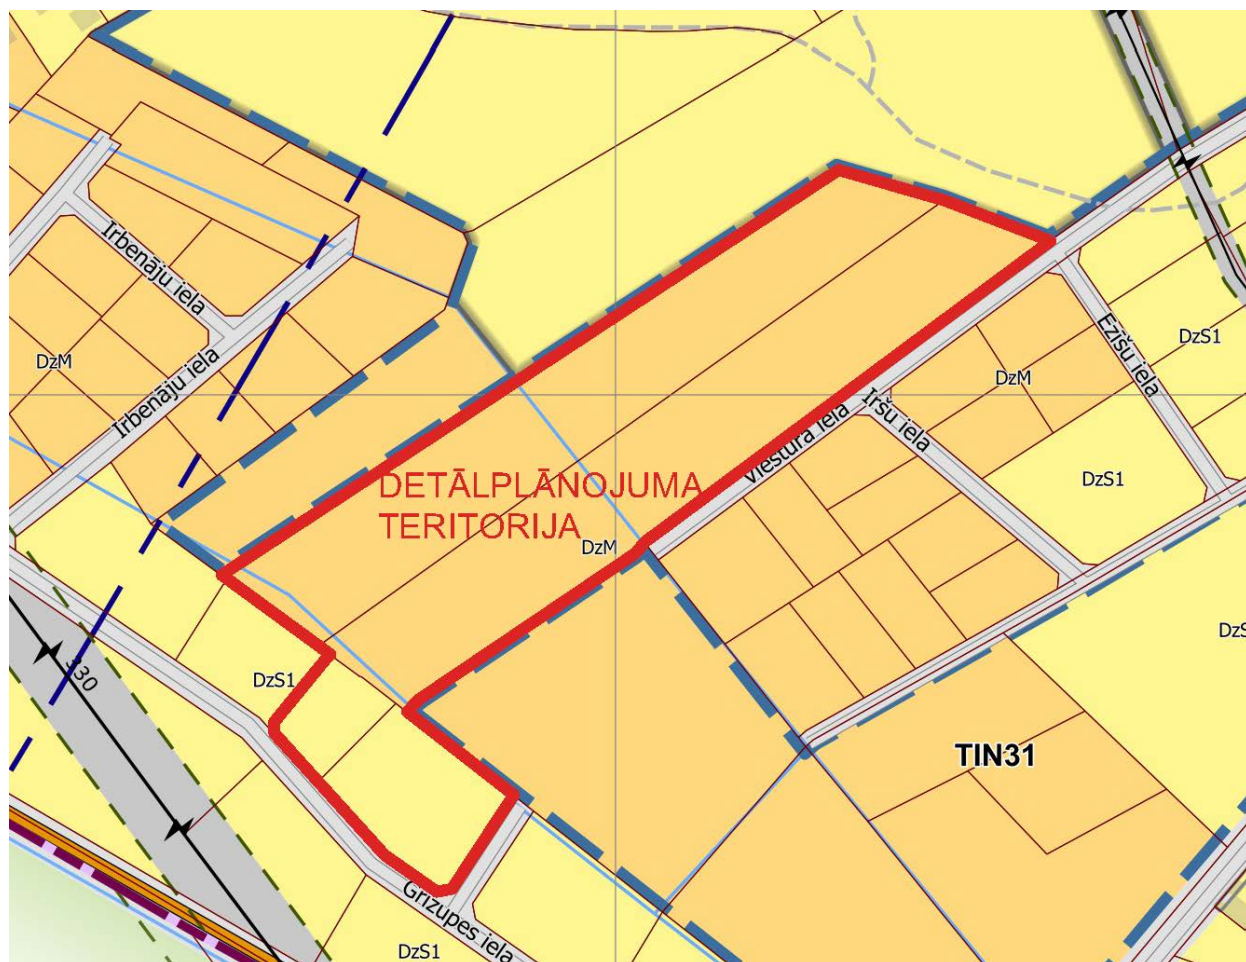 Irbenāju iela
DzM
Irbenāju iela
DzM
Ezīšu iela
DzS1
Iršu iela
Viestura iela
DzS1
DETĀLPLĀNOJUMA
TERITORIJA
DzM
DzS
DzS1
330
TIN31
Grīzupes iela
DzS1